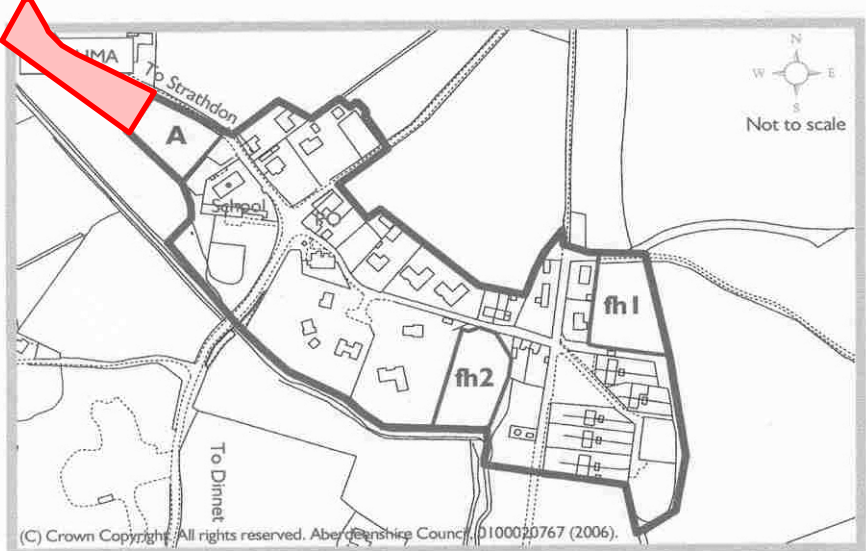 N
W E
S
Not to scale
To Strathdon
A
School
fh1
fh2
To Dinnet
(C) Crown Copyright. All rights reserved. Aberdeenshire Council. 0100020767 (2006).